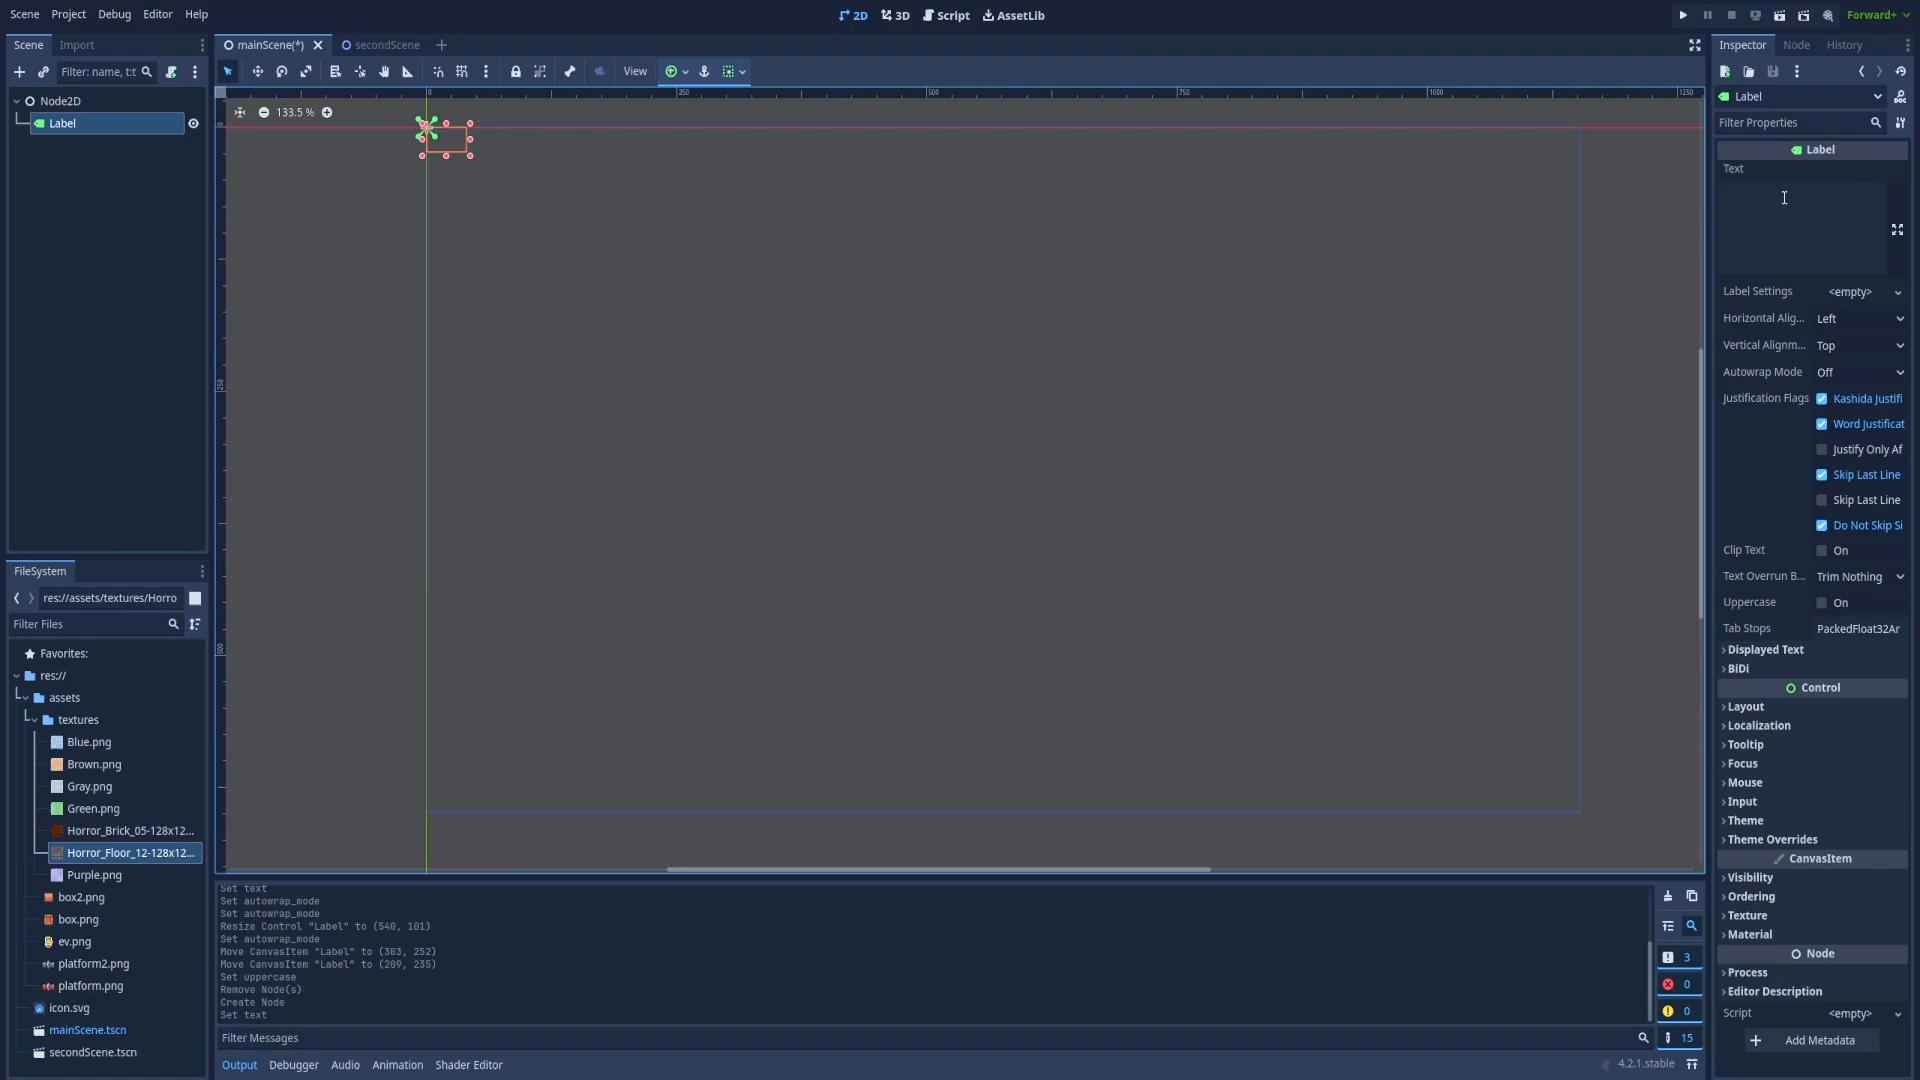 Scene Project Debug Editor Help
2D 3D Script AssetLib
Forward+
Scene Import
mainScene(*) secondScene
Inspector Node History
Filter: name, t:t
View
Label
Filter Properties
Node2D
Label
133.5 %
0 250 500 750 1000 1250
0
250
500
Label
Text
Label Settings <empty>
Horizontal Alig... Left
Vertical Alignm... Top
Autowrap Mode Off
Justification Flags Kashida Justifi
Word Justificat
Justify Only Af
Skip Last Line
Skip Last Line
Do Not Skip Si
Clip Text On
Text Overrun B... Trim Nothing
Uppercase On
Tab Stops PackedFloat32Ar
Displayed Text
BiDi
Control
Layout
Localization
Tooltip
Focus
Mouse
Input
Theme
Theme Overrides
CanvasItem
Visibility
Ordering
Texture
Material
Node
Process
Editor Description
Script <empty>
Add Metadata
FileSystem
res://assets/textures/Horro
Filter Files
Favorites:
res://
assets
textures
Blue.png
Brown.png
Gray.png
Green.png
Horror_Brick_05-128x12...
Horror_Floor_12-128x12...
Purple.png
box2.png
box.png
ev.png
platform2.png
platform.png
icon.svg
mainScene.tscn
secondScene.tscn
Set text
Set autowrap_mode
Set autowrap_mode
Resize Control "Label" to (540, 101)
Set autowrap_mode
Move CanvasItem "Label" to (303, 252)
Move CanvasItem "Label" to (209, 235)
Set uppercase
Remove Node(s)
Create Node
Set text
3
0
0
15
Filter Messages
Output Debugger Audio Animation Shader Editor
4.2.1.stable